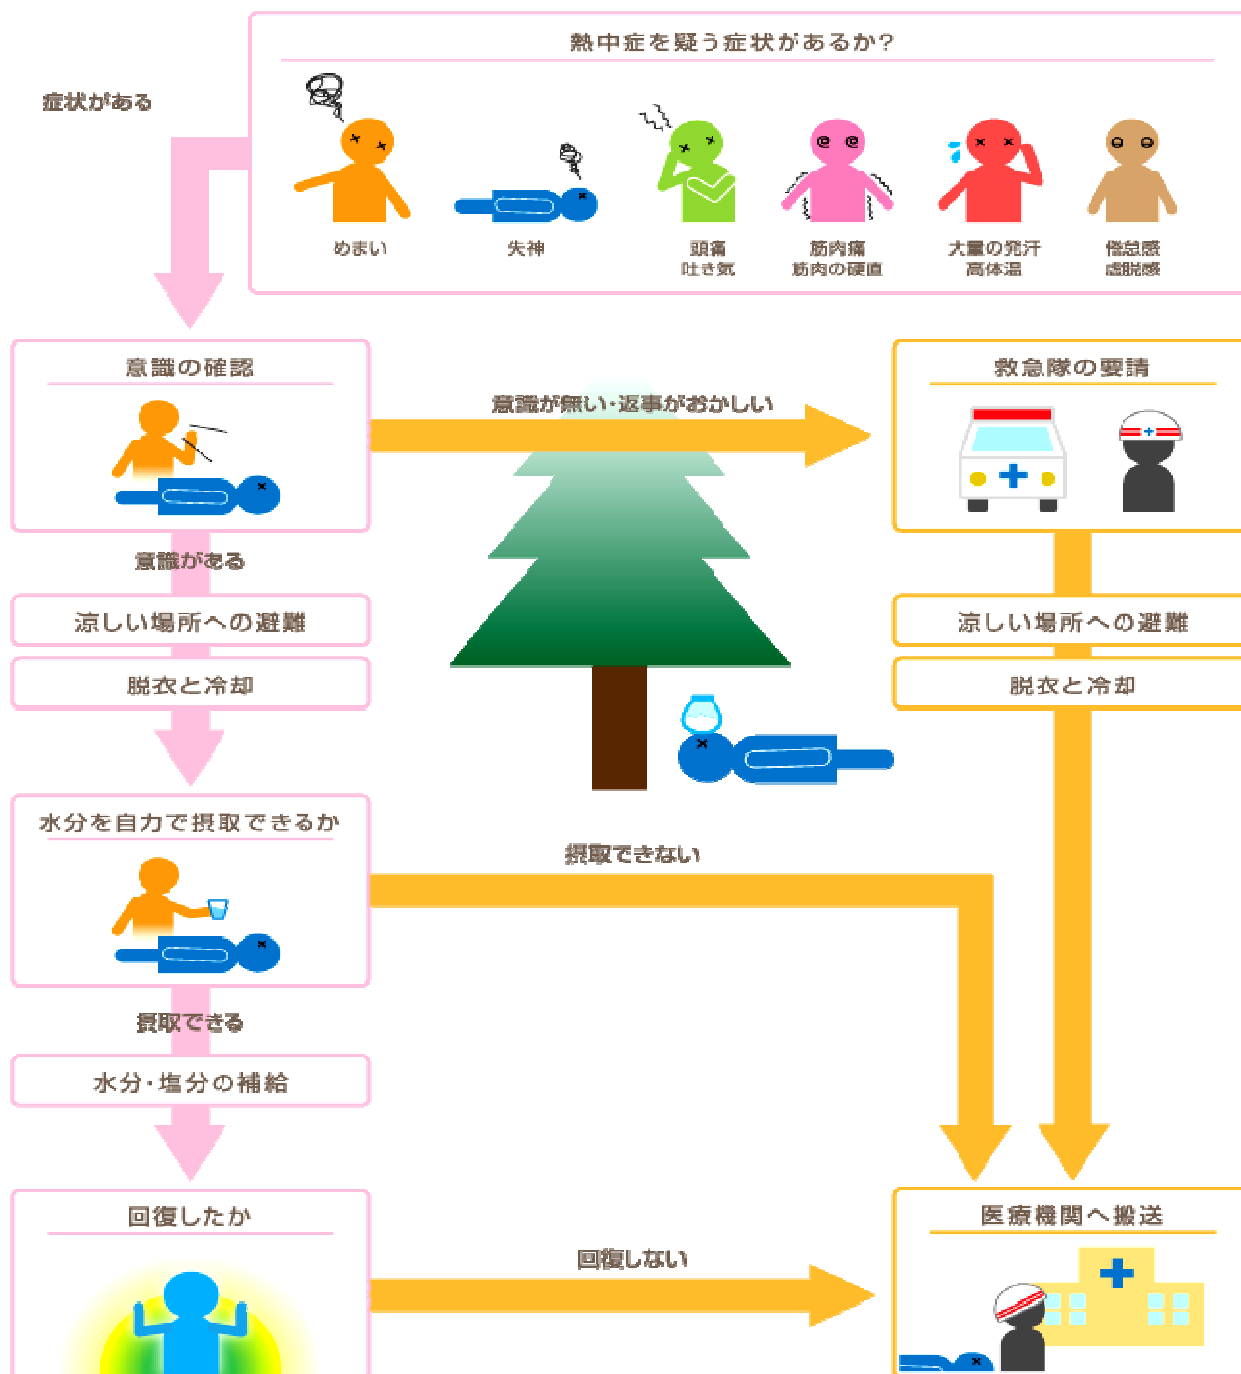 熱中症を疑う症状があるか?
症状がある
めまい
失神
頭痛
吐き気
筋肉痛
筋肉の硬直
大量の発汗
高体温
倦怠感
虚脱感
意識の確認
意識が無い・返事がおかしい
救急隊の要請
意識がある
涼しい場所への避難
脱衣と冷却
涼しい場所への避難
脱衣と冷却
水分を自力で摂取できるか
摂取できない
摂取できる
水分・塩分の補給
回復したか
回復しない
医療機関へ搬送